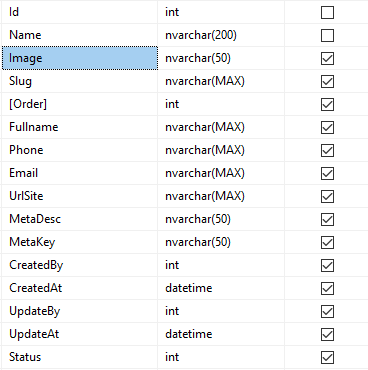 Id int
Name nvarchar(200)
Image nvarchar(50)
Slug nvarchar(MAX)
[Order] int
Fullname nvarchar(MAX)
Phone nvarchar(MAX)
Email nvarchar(MAX)
UrlSite nvarchar(MAX)
MetaDesc nvarchar(50)
MetaKey nvarchar(50)
CreatedBy int
CreatedAt datetime
UpdateBy int
UpdateAt datetime
Status int